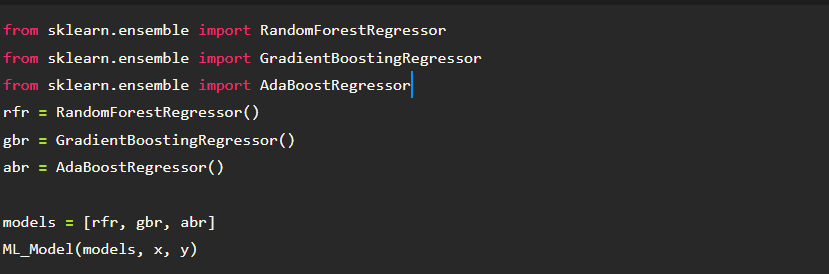 from sklearn.ensemble import RandomForestRegressor
from sklearn.ensemble import GradientBoostingRegressor
from sklearn.ensemble import AdaBoostRegressor
rfr = RandomForestRegressor()
gbr = GradientBoostingRegressor()
abr = AdaBoostRegressor()
models = [rfr, gbr, abr]
ML_Model(models, x, y)